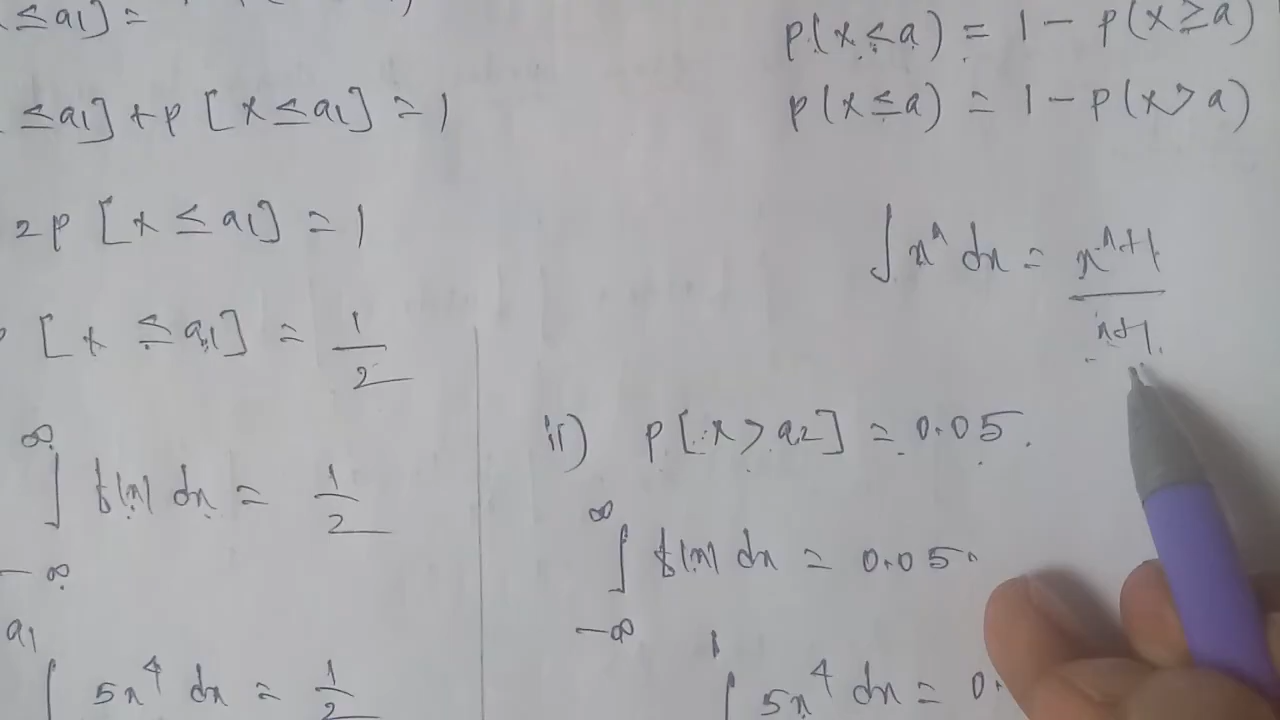 ≤a1] =
≤a1] + p [x ≤ a1] = 1
2p [x ≤ a1] = 1
[x ≤ a1] = 1/2
∞
∫ f(x) dx = 1/2
-∞
a1
∫ 5x^4 dx = 1/2
p(x < a) = 1 - p(x ≥ a)
p(x ≤ a) = 1 - p(x > a)
∫ x^n dx = x^n+1
n+1
ii) p[x > a2] = 0.05.
∞
∫ f(x) dx = 0.05.
-∞
1
∫ 5x^4 dx = 0.